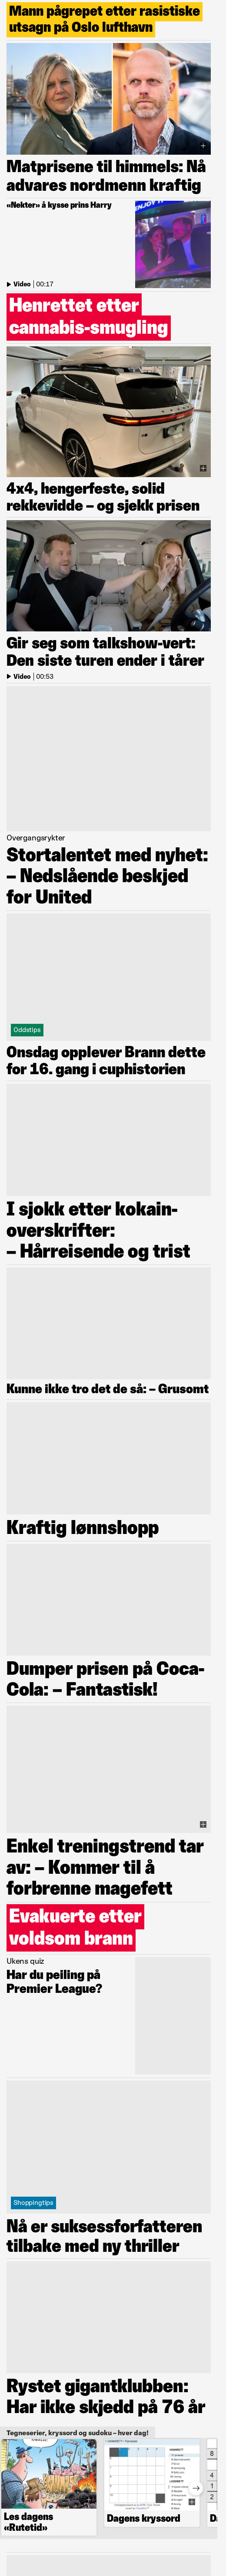 Mann pågrepet etter rasistiske
utsagn på Oslo lufthavn
Matprisene til himmels: Nå
advares nordmenn kraftig
«Nekter» å kysse prins Harry
Video | 00:17
Henrettet etter
cannabis-smugling
4x4, hengerfeste, solid
rekkevidde – og sjekk prisen
Gir seg som talkshow-vert:
Den siste turen ender i tårer
Video | 00:53
Overgangsrykter
Stortalentet med nyhet:
– Nedslående beskjed
for United
Oddstips
Onsdag opplever Brann dette
for 16. gang i cuphistorien
I sjokk etter kokain-
overskrifter:
– Hårreisende og trist
Kunne ikke tro det de så: – Grusomt
Kraftig lønnshopp
Dumper prisen på Coca-
Cola: – Fantastisk!
Enkel treningstrend tar
av: – Kommer til å
forbrenne magefett
Evakuerte etter
voldsom brann
Ukens quiz
Har du peiling på
Premier League?
Shoppingtips
Nå er suksessforfatteren
tilbake med ny thriller
Rystet gigantklubben:
Har ikke skjedd på 76 år
Tegneserier, kryssord og sudoku – hver dag!
Les dagens
«Rutetid»
Dagens kryssord
8
4
1
2